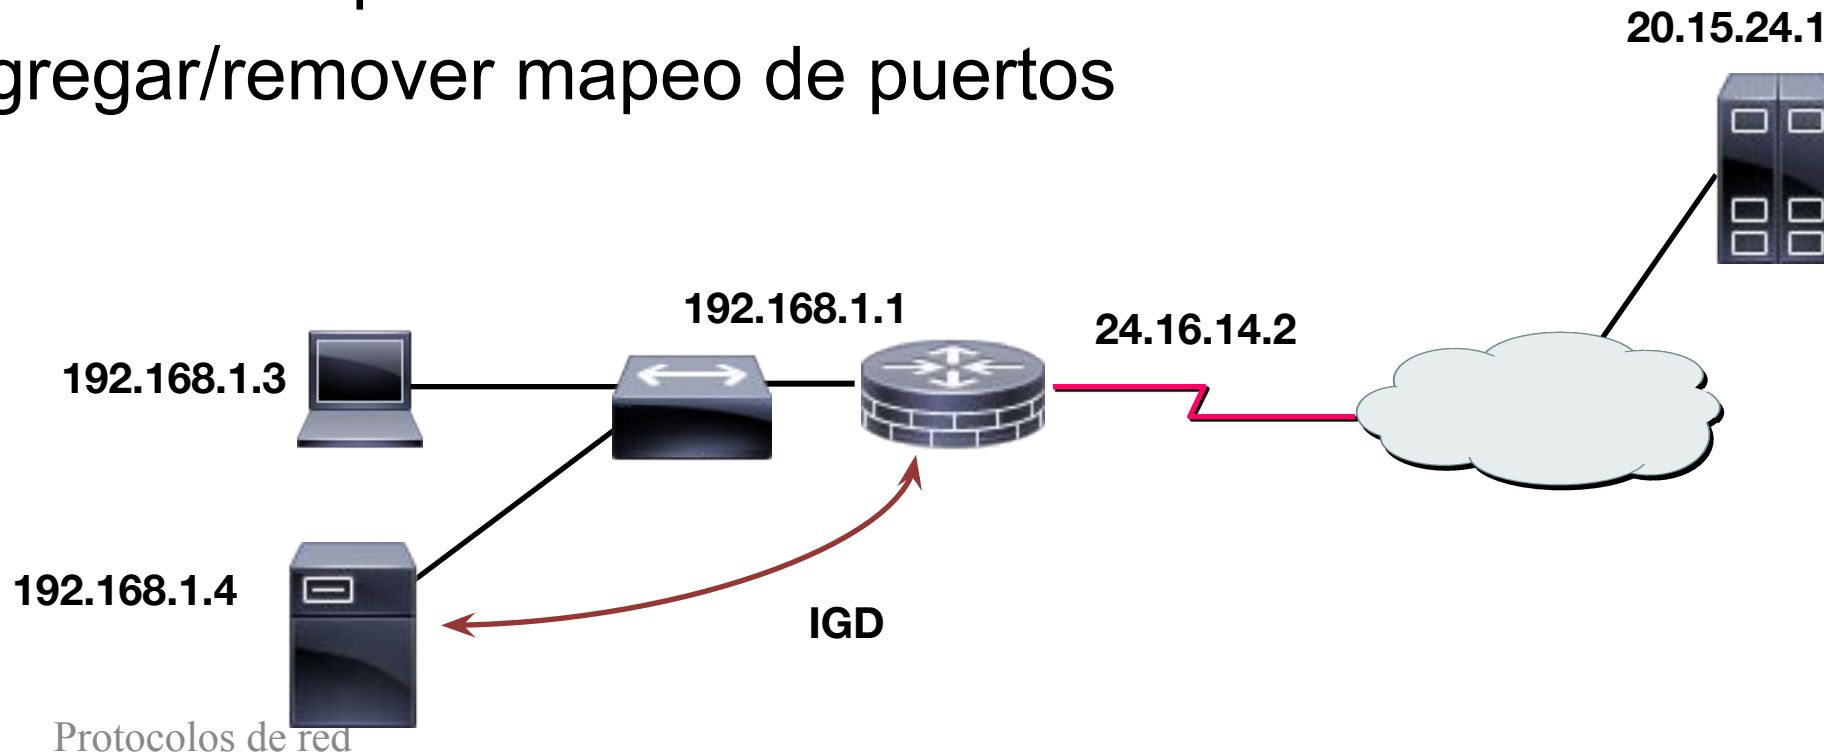 gregar/remover mapeo de puertos
20.15.24.1
192.168.1.1
24.16.14.2
192.168.1.3
192.168.1.4
IGD
Protocolos de red